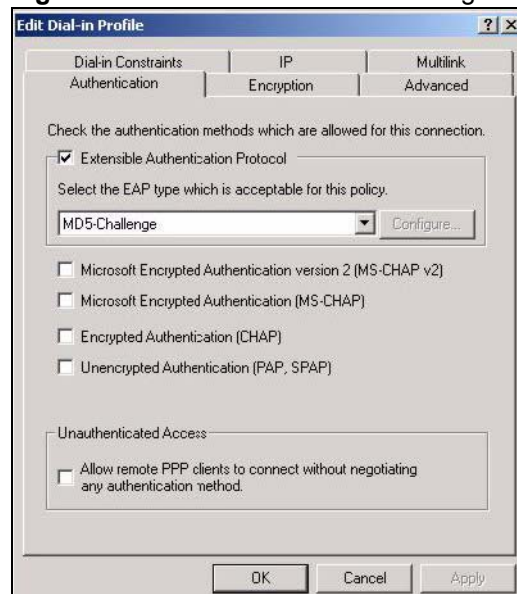 Edit Dial-in Profile
Dial-in Constraints IP Multilink
Authentication Encryption Advanced
Check the authentication methods which are allowed for this connection.
Extensible Authentication Protocol
Select the EAP type which is acceptable for this policy.
MD5-Challenge Configure...
Microsoft Encrypted Authentication version 2 (MS-CHAP v2)
Microsoft Encrypted Authentication (MS-CHAP)
Encrypted Authentication (CHAP)
Unencrypted Authentication (PAP, SPAP)
Unauthenticated Access
Allow remote PPP clients to connect without negotiating
any authentication method.
OK Cancel Apply